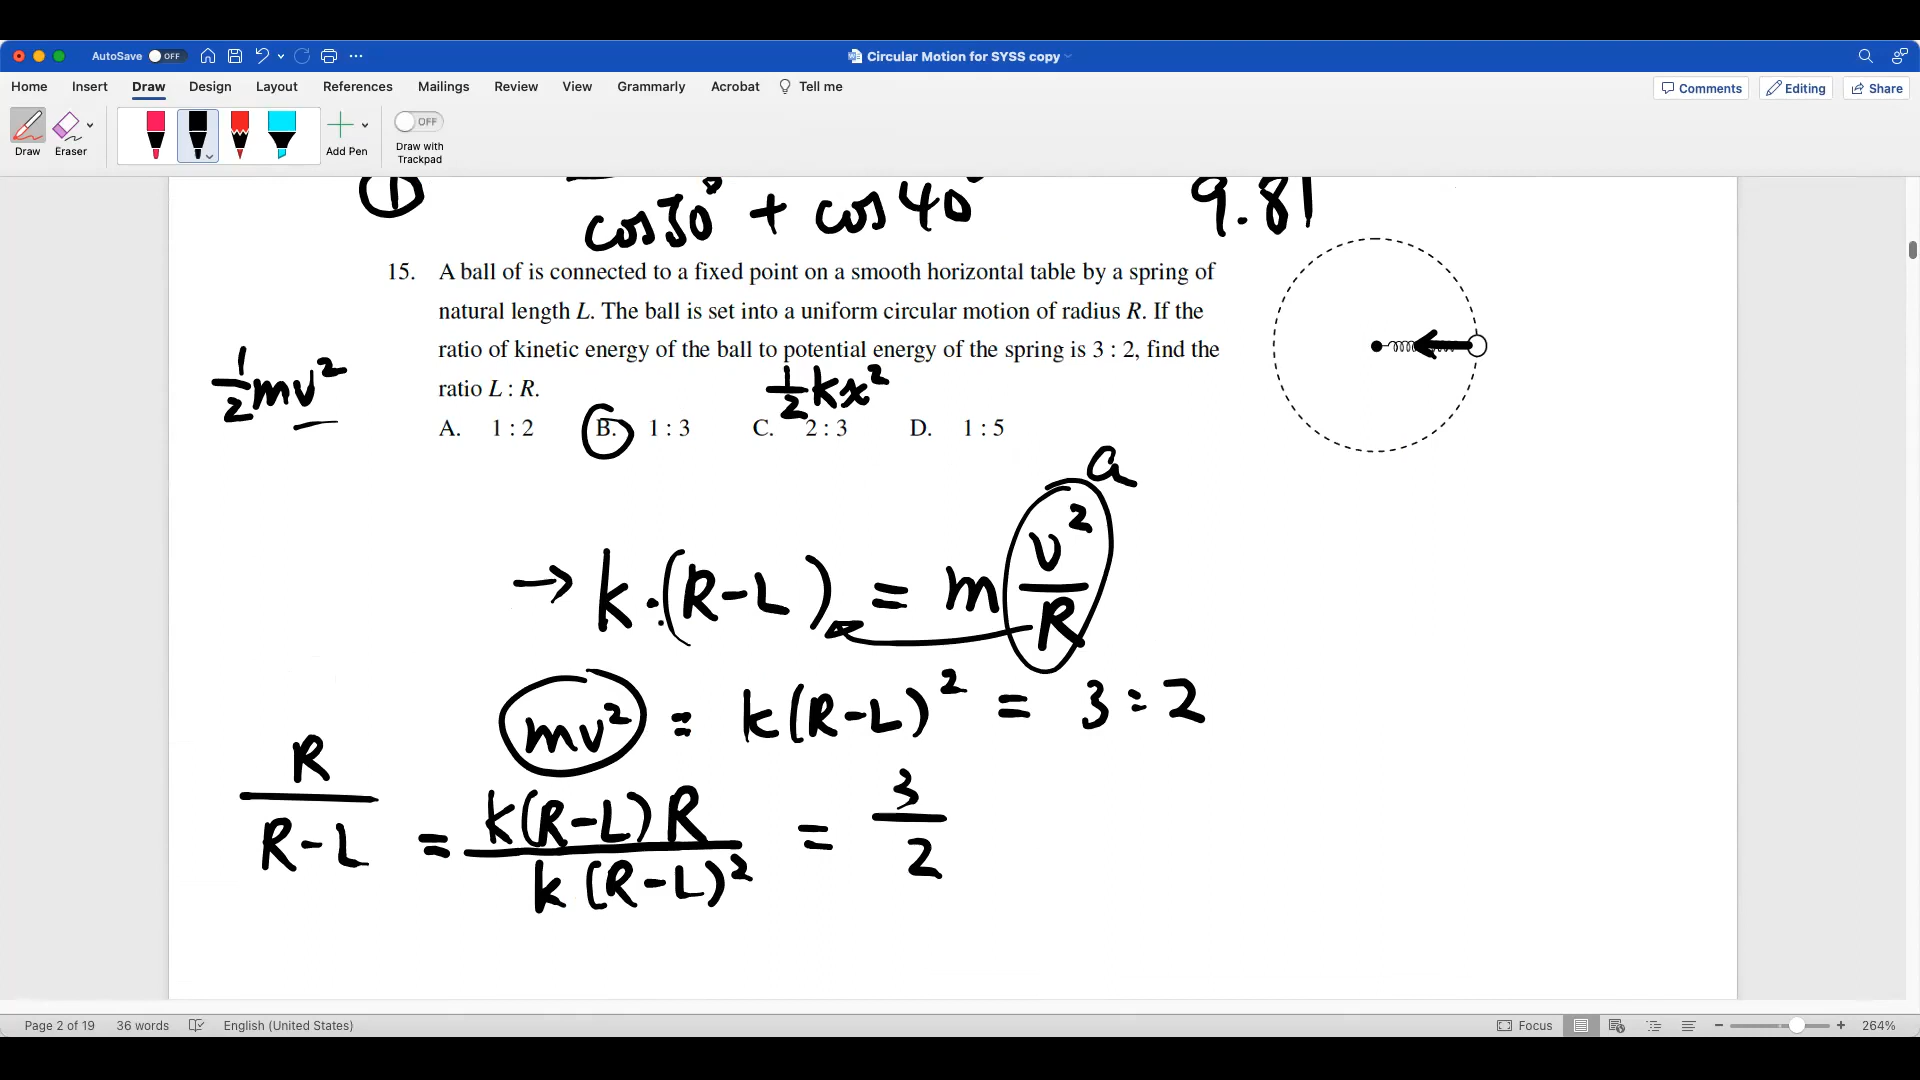 AutoSave OFF
Circular Motion for SYSS copy
Home Insert Draw Design Layout References Mailings Review View Grammarly Acrobat Tell me
Comments Editing Share
Draw Eraser Add Pen OFF Draw with Trackpad
①
cos30° + cos40°
9.81
15. A ball of is connected to a fixed point on a smooth horizontal table by a spring of
natural length L. The ball is set into a uniform circular motion of radius R. If the
ratio of kinetic energy of the ball to potential energy of the spring is 3 : 2, find the
ratio L : R.
1/2 mv²
1/2 kx²
A. 1 : 2 B. 1 : 3 C. 2 : 3 D. 1 : 5
a
→ k·(R-L) = m v²/R
mv² : k(R-L)² = 3:2
R/(R-L) = k(R-L)R / k(R-L)² = 3/2
Page 2 of 19 36 words English (United States) Focus 264%